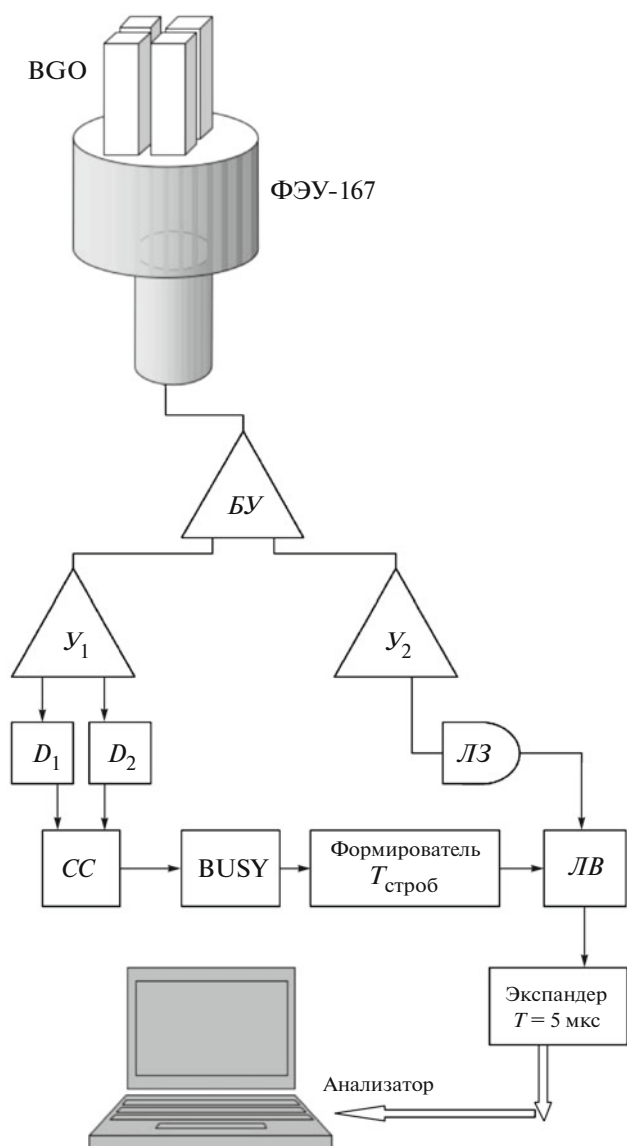 BGO
ФЭУ-167
БУ
У1
У2
D1
D2
ЛЗ
СС
BUSY
Формирователь
Tстроб
ЛВ
Экспандер
T = 5 мкс
Анализатор